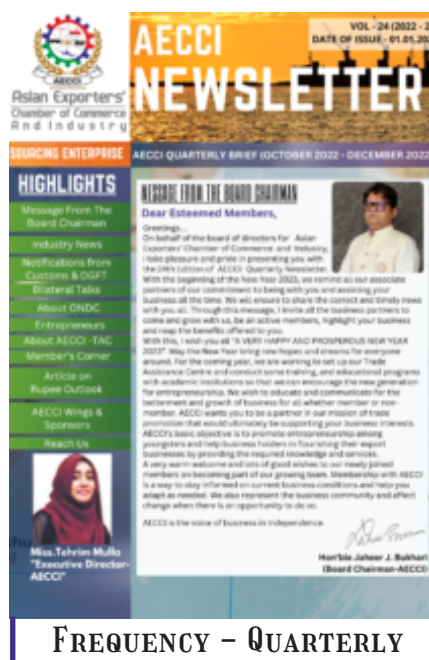 AECCI
Asian Exporters'
Chamber of Commerce
And Industry
VOL - 24 (2022 - 2
DATE OF ISSUE - 01.01.202
AECCI
NEWSLETTER
SOURCING ENTERPRISE
AECCI QUARTERLY BRIEF (OCTOBER 2022 - DECEMBER 2022
HIGHLIGHTS
Message From The
Board Chairman
Industry News
Notifications from
Customs & DGFT
Bilateral Talks
About ONDC
Entrepreneurs
About AECCI -TAC
Member's Corner
Article on
Rupee Outlook
AECCI Wings &
Sponsors
Reach Us
Miss.Tehrim Mulla
"Executive Director-
AECCI"
MESSAGE FROM THE BOARD CHAIRMAN
Dear Esteemed Members,
Greetings...
On behalf of the board of directors for Asian
Exporters' Chamber of Commerce and Industry,
I take pleasure and pride in presenting you with
the 24th Edition of AECCI Quarterly Newsletter.
With the beginning of the New Year 2023, we remind all our associate
partners of our commitment to being with you and assisting your
business all the time. We will ensure to share the correct and timely news
with you all. Through this message, I invite all the business partners to
come and grow with us, be an active members, highlight your business
and reap the benefits offered to you.
With this, I wish you all "A VERY HAPPY AND PROSPEROUS NEW YEAR
2023". May the New Year bring new hopes and dreams for everyone
around. For the coming year, we are working to set up our Trade
Assistance Centre and conduct some training, and educational programs
with academic institutions so that we can encourage the new generation
for entrepreneurship. We wish to educate and communicate for the
betterment and growth of business for all whether member or non-
member. AECCI wants you to be a partner in our mission of trade
promotion that would ultimately be supporting your business interests.
AECCI's basic objective is to promote entrepreneurship among
youngsters and help business holders in flourishing their export
businesses by providing the required knowledge and services.
A very warm welcome and lots of good wishes to our newly joined
members on becoming part of our growing team. Membership with AECCI
is a way to stay informed on current business conditions and help you
adapt as needed. We also represent the business community and affect
change when there is an opportunity to do so.
AECCI is the voice of business in Independence.
Hon'ble Jaheer J. Bukhari
(Board Chairman-AECCI)
FREQUENCY – QUARTERLY